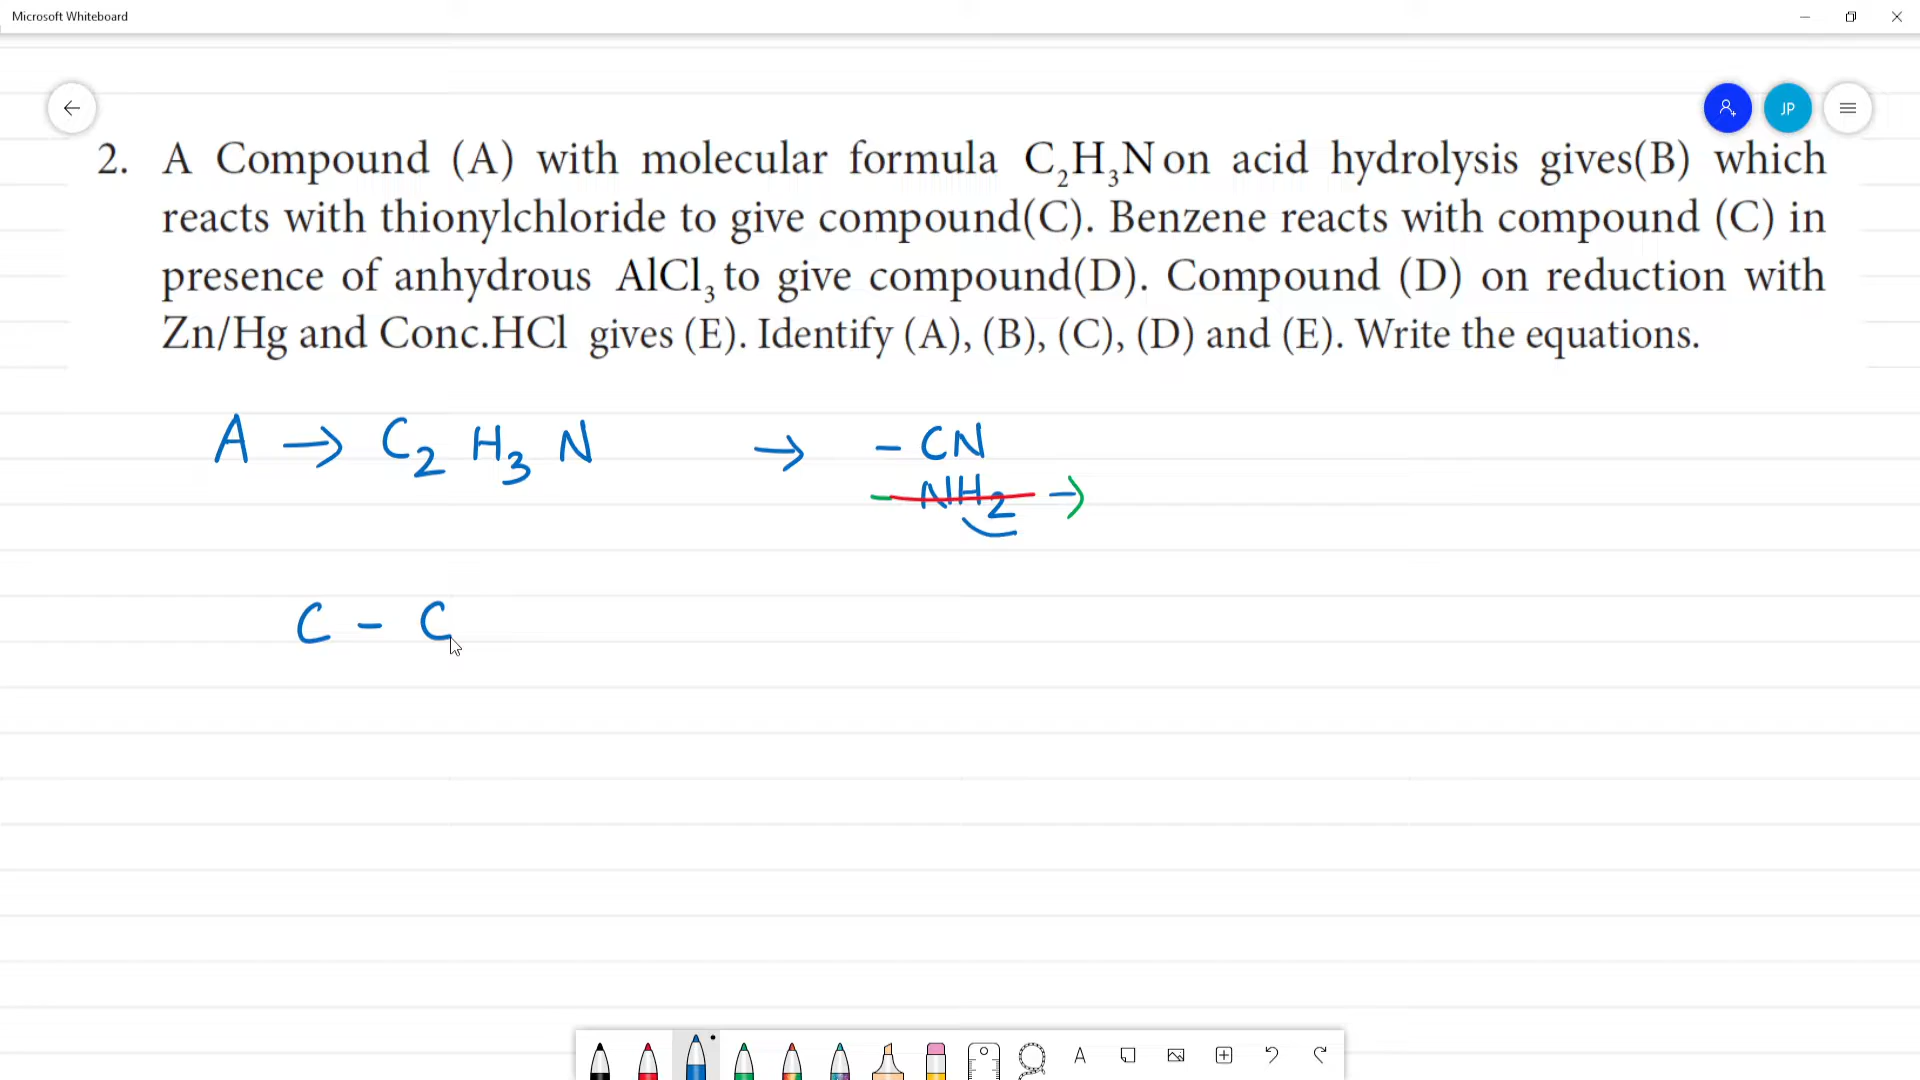 Microsoft Whiteboard
JP
2. A Compound (A) with molecular formula C₂H₃N on acid hydrolysis gives(B) which
reacts with thionylchloride to give compound(C). Benzene reacts with compound (C) in
presence of anhydrous AlCl₃ to give compound(D). Compound (D) on reduction with
Zn/Hg and Conc.HCl gives (E). Identify (A), (B), (C), (D) and (E). Write the equations.
A → C₂ H₃ N → – CN
– NH₂ →
C – C
A